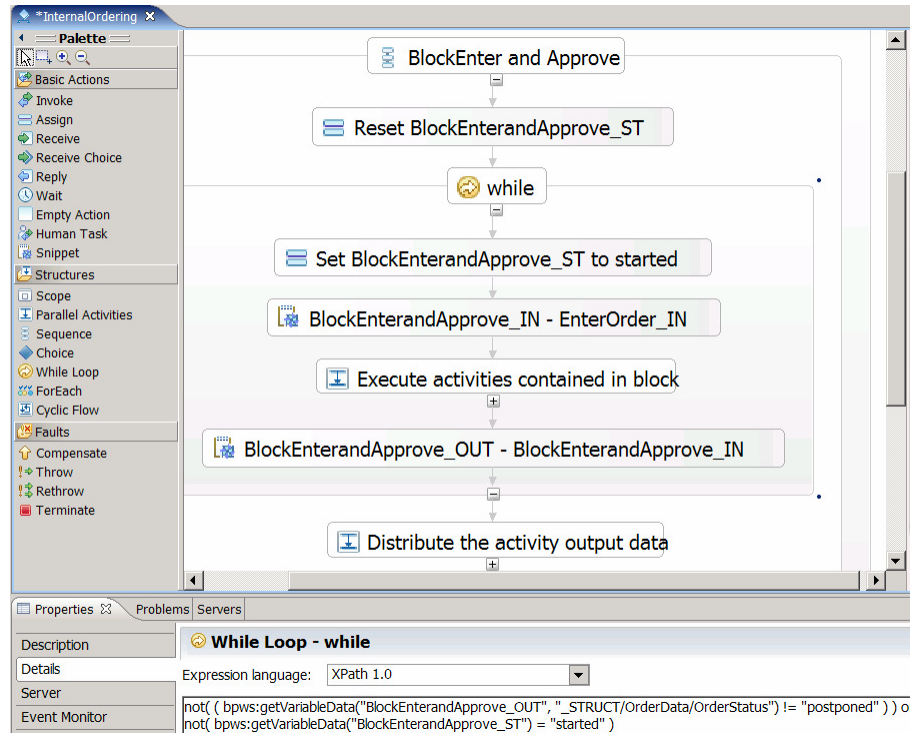 *InternalOrdering
Palette
Basic Actions
Invoke
Assign
Receive
Receive Choice
Reply
Wait
Empty Action
Human Task
Snippet
Structures
Scope
Parallel Activities
Sequence
Choice
While Loop
ForEach
Cyclic Flow
Faults
Compensate
Throw
Rethrow
Terminate
BlockEnter and Approve
Reset BlockEnterandApprove_ST
while
Set BlockEnterandApprove_ST to started
BlockEnterandApprove_IN - EnterOrder_IN
Execute activities contained in block
BlockEnterandApprove_OUT - BlockEnterandApprove_IN
Distribute the activity output data
Properties Problems Servers
Description
Details
Server
Event Monitor
While Loop - while
Expression language: XPath 1.0
not( ( bpws:getVariableData("BlockEnterandApprove_OUT", "_STRUCT/OrderData/OrderStatus") != "postponed" ) ) o
not( bpws:getVariableData("BlockEnterandApprove_ST") = "started" )